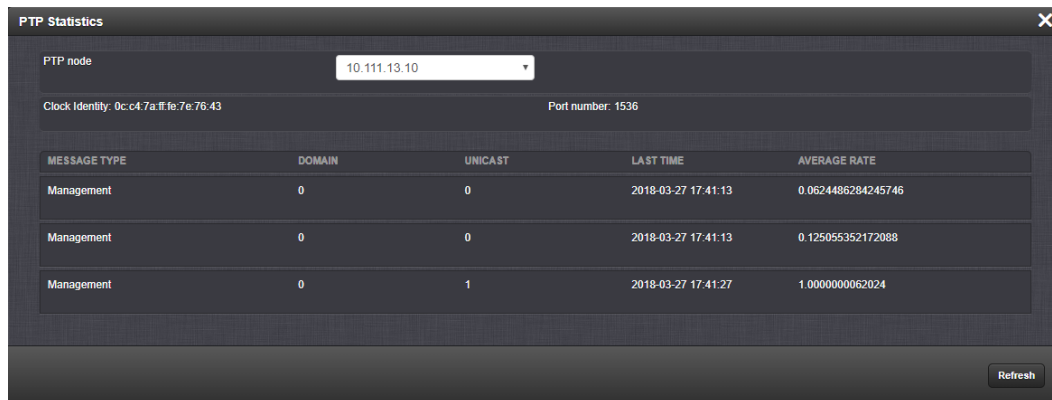 PTP Statistics
PTP node 10.111.13.10
Clock Identity: 0c:c4:7a:ff:fe:7e:76:43 Port number: 1536
MESSAGE TYPE DOMAIN UNICAST LAST TIME AVERAGE RATE
Management 0 0 2018-03-27 17:41:13 0.0624486284245746
Management 0 0 2018-03-27 17:41:13 0.125055352172088
Management 0 1 2018-03-27 17:41:27 1.0000000062024
Refresh